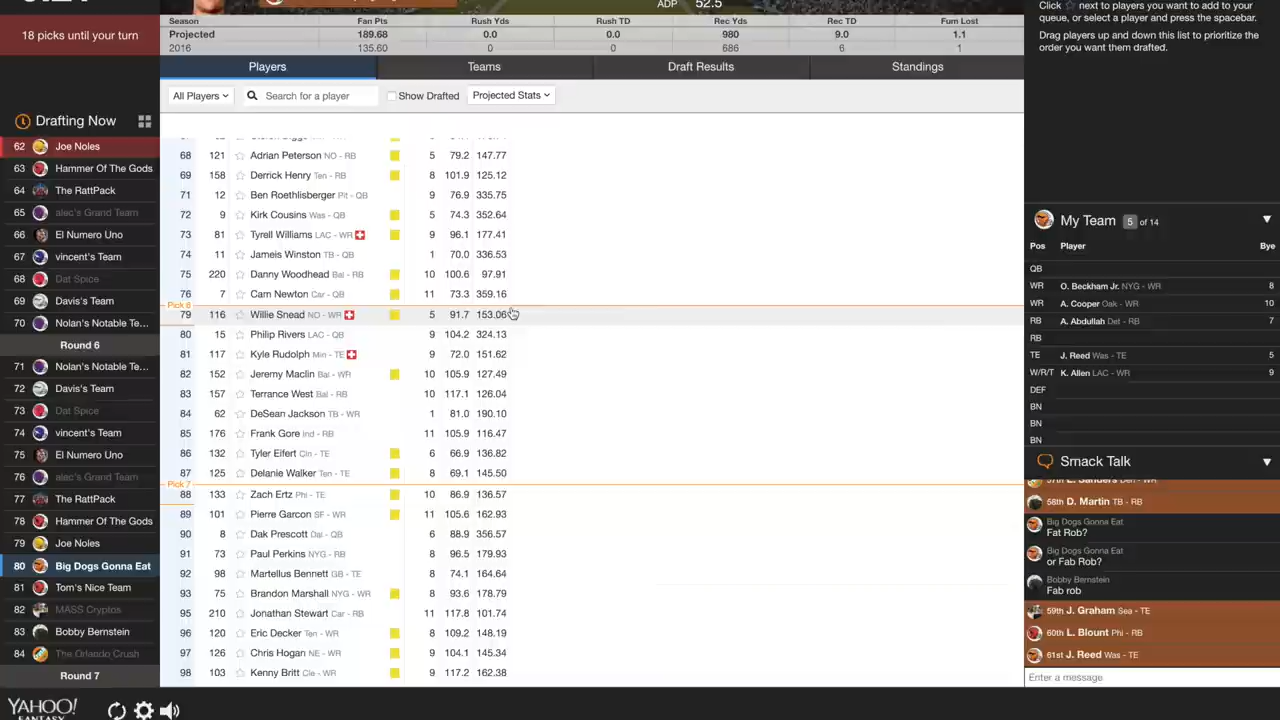 ADP 52.5
Season Fan Pts Rush Yds Rush TD Rec Yds Rec TD Fum Lost
Projected 189.68 0.0 0.0 980 9.0 1.1
2016 135.60 0 0 686 6 1
18 picks until your turn
Players Teams Draft Results Standings
All Players Search for a player Show Drafted Projected Stats
Drafting Now
62 Joe Noles
63 Hammer Of The Gods
64 The RattPack
65 alec's Grand Team
66 El Numero Uno
67 vincent's Team
68 Dat Spice
69 Davis's Team
70 Nolan's Notable Te...
Round 6
71 Nolan's Notable Te...
72 Davis's Team
73 Dat Spice
74 vincent's Team
75 El Numero Uno
76 alec's Grand Team
77 The RattPack
78 Hammer Of The Gods
79 Joe Noles
80 Big Dogs Gonna Eat
81 Tom's Nice Team
82 MASS Cryptos
83 Bobby Bernstein
84 The Orlando Crush
Round 7
YAHOO!
FANTASY
68 121 Adrian Peterson NO - RB 5 79.2 147.77
69 158 Derrick Henry Ten - RB 8 101.9 125.12
71 12 Ben Roethlisberger Pit - QB 9 76.9 335.75
72 9 Kirk Cousins Was - QB 5 74.3 352.64
73 81 Tyrell Williams LAC - WR 9 96.1 177.41
74 11 Jameis Winston TB - QB 1 70.0 336.53
75 220 Danny Woodhead Bal - RB 10 100.6 97.91
76 7 Cam Newton Car - QB 11 73.3 359.16
Pick 6
79 116 Willie Snead NO - WR 5 91.7 153.06
80 15 Philip Rivers LAC - QB 9 104.2 324.13
81 117 Kyle Rudolph Min - TE 9 72.0 151.62
82 152 Jeremy Maclin Bal - WR 10 105.9 127.49
83 157 Terrance West Bal - RB 10 117.1 126.04
84 62 DeSean Jackson TB - WR 1 81.0 190.10
85 176 Frank Gore Ind - RB 11 105.9 116.47
86 132 Tyler Eifert Cin - TE 6 66.9 136.82
87 125 Delanie Walker Ten - TE 8 69.1 145.50
Pick 7
88 133 Zach Ertz Phi - TE 10 86.9 136.57
89 101 Pierre Garcon SF - WR 11 105.6 162.93
90 8 Dak Prescott Dal - QB 6 88.9 356.57
91 73 Paul Perkins NYG - RB 8 96.5 179.93
92 98 Martellus Bennett GB - TE 8 74.1 164.64
93 75 Brandon Marshall NYG - WR 8 93.6 178.79
95 210 Jonathan Stewart Car - RB 11 117.8 101.74
96 120 Eric Decker Ten - WR 8 109.2 148.19
97 126 Chris Hogan NE - WR 9 104.1 145.34
98 103 Kenny Britt Cle - WR 9 117.2 162.38
Click next to players you want to add to your
queue, or select a player and press the spacebar.
Drag players up and down this list to prioritize the
order you want them drafted.
My Team 5 of 14
Pos Player Bye
QB
WR O. Beckham Jr. NYG - WR 8
WR A. Cooper Oak - WR 10
RB A. Abdullah Det - RB 7
RB
TE J. Reed Was - TE 5
W/R/T K. Allen LAC - WR 9
DEF
BN
BN
BN
Smack Talk
57th E. Sanders Den - WR
58th D. Martin TB - RB
Big Dogs Gonna Eat
Fat Rob?
Big Dogs Gonna Eat
or Fab Rob?
Bobby Bernstein
Fab rob
59th J. Graham Sea - TE
60th L. Blount Phi - RB
61st J. Reed Was - TE
Enter a message